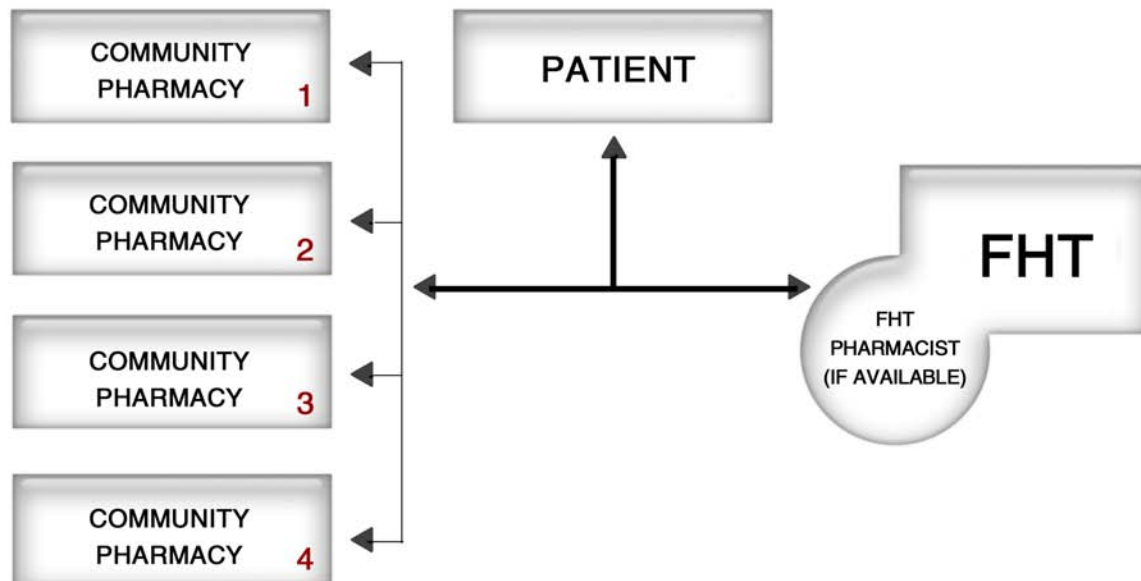 COMMUNITY
PHARMACY 1
PATIENT
COMMUNITY
PHARMACY 2
FHT
FHT
PHARMACIST
(IF AVAILABLE)
COMMUNITY
PHARMACY 3
COMMUNITY
PHARMACY 4